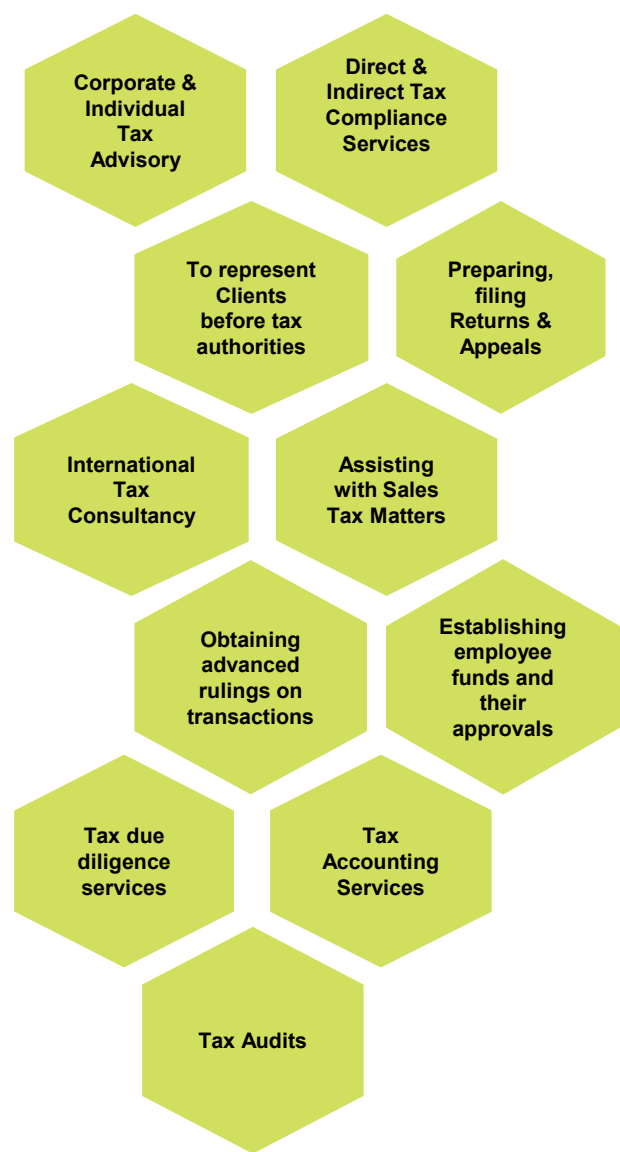 Corporate &
Individual
Tax
Advisory
Direct &
Indirect Tax
Compliance
Services
To represent
Clients
before tax
authorities
Preparing,
filing
Returns &
Appeals
International
Tax
Consultancy
Assisting
with Sales
Tax Matters
Obtaining
advanced
rulings on
transactions
Establishing
employee
funds and
their
approvals
Tax due
diligence
services
Tax
Accounting
Services
Tax Audits